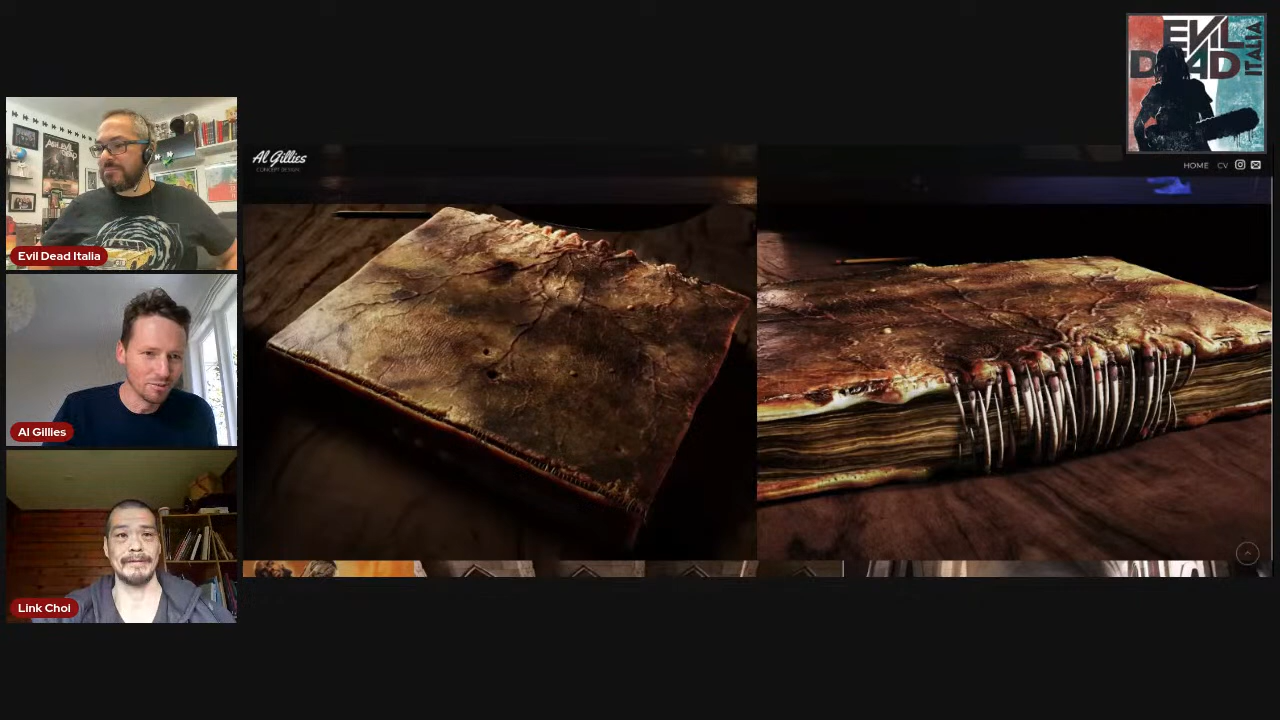 EVIL
DEAD
ITALIA
Al Gillies
CONCEPT DESIGN
HOME CV
Evil Dead Italia
Al Gillies
Link Choi